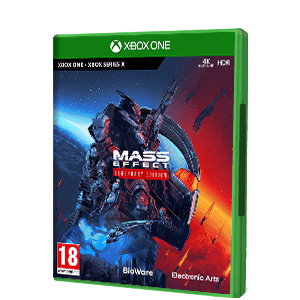 XBOX ONE
XBOX ONE • XBOX SERIES X
4K
HDR
MASS
EFFECT
LEGENDARY EDITION
18
BioWare
Electronic Arts